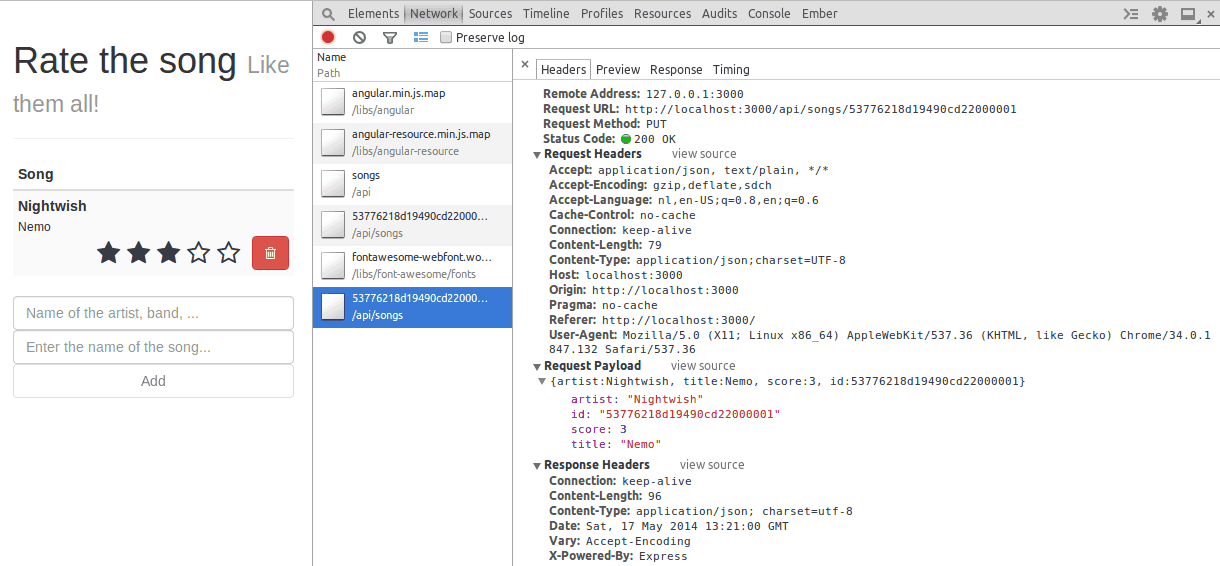 Rate the song Like
them all!
Song
Nightwish
Nemo
Name of the artist, band, ...
Enter the name of the song...
Add
Elements Network Sources Timeline Profiles Resources Audits Console Ember
Preserve log
Name
Path
angular.min.js.map
/libs/angular
angular-resource.min.js.map
/libs/angular-resource
songs
/api
53776218d19490cd22000...
/api/songs
fontawesome-webfont.wo...
/libs/font-awesome/fonts
53776218d19490cd22000...
/api/songs
× Headers Preview Response Timing
Remote Address: 127.0.0.1:3000
Request URL: http://localhost:3000/api/songs/53776218d19490cd22000001
Request Method: PUT
Status Code: 200 OK
Request Headers view source
Accept: application/json, text/plain, */*
Accept-Encoding: gzip,deflate,sdch
Accept-Language: nl,en-US;q=0.8,en;q=0.6
Cache-Control: no-cache
Connection: keep-alive
Content-Length: 79
Content-Type: application/json;charset=UTF-8
Host: localhost:3000
Origin: http://localhost:3000
Pragma: no-cache
Referer: http://localhost:3000/
User-Agent: Mozilla/5.0 (X11; Linux x86_64) AppleWebKit/537.36 (KHTML, like Gecko) Chrome/34.0.1
847.132 Safari/537.36
Request Payload view source
{artist:Nightwish, title:Nemo, score:3, id:53776218d19490cd22000001}
artist: "Nightwish"
id: "53776218d19490cd22000001"
score: 3
title: "Nemo"
Response Headers view source
Connection: keep-alive
Content-Length: 96
Content-Type: application/json; charset=utf-8
Date: Sat, 17 May 2014 13:21:00 GMT
Vary: Accept-Encoding
X-Powered-By: Express